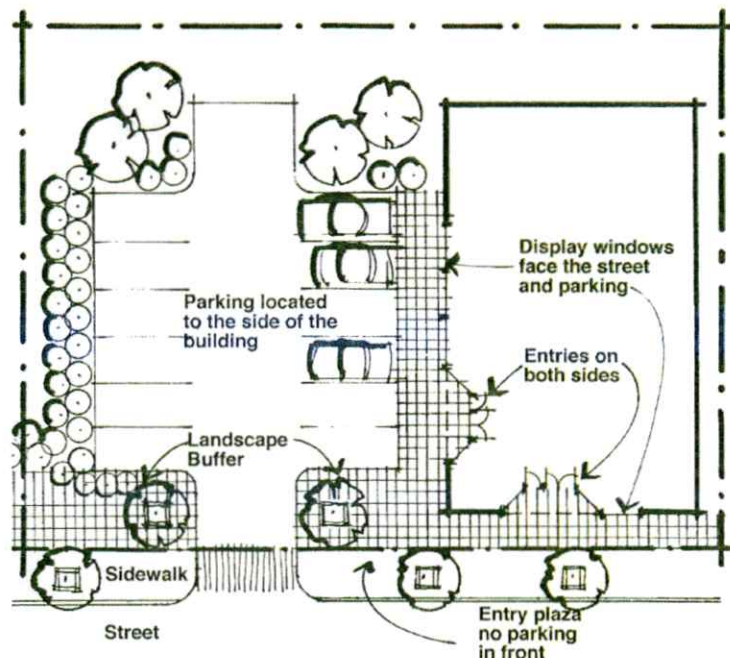 Display windows
face the street
and parking
Parking located
to the side of the
building
Entries on
both sides
Landscape
Buffer
Sidewalk
Entry plaza
no parking
in front
Street